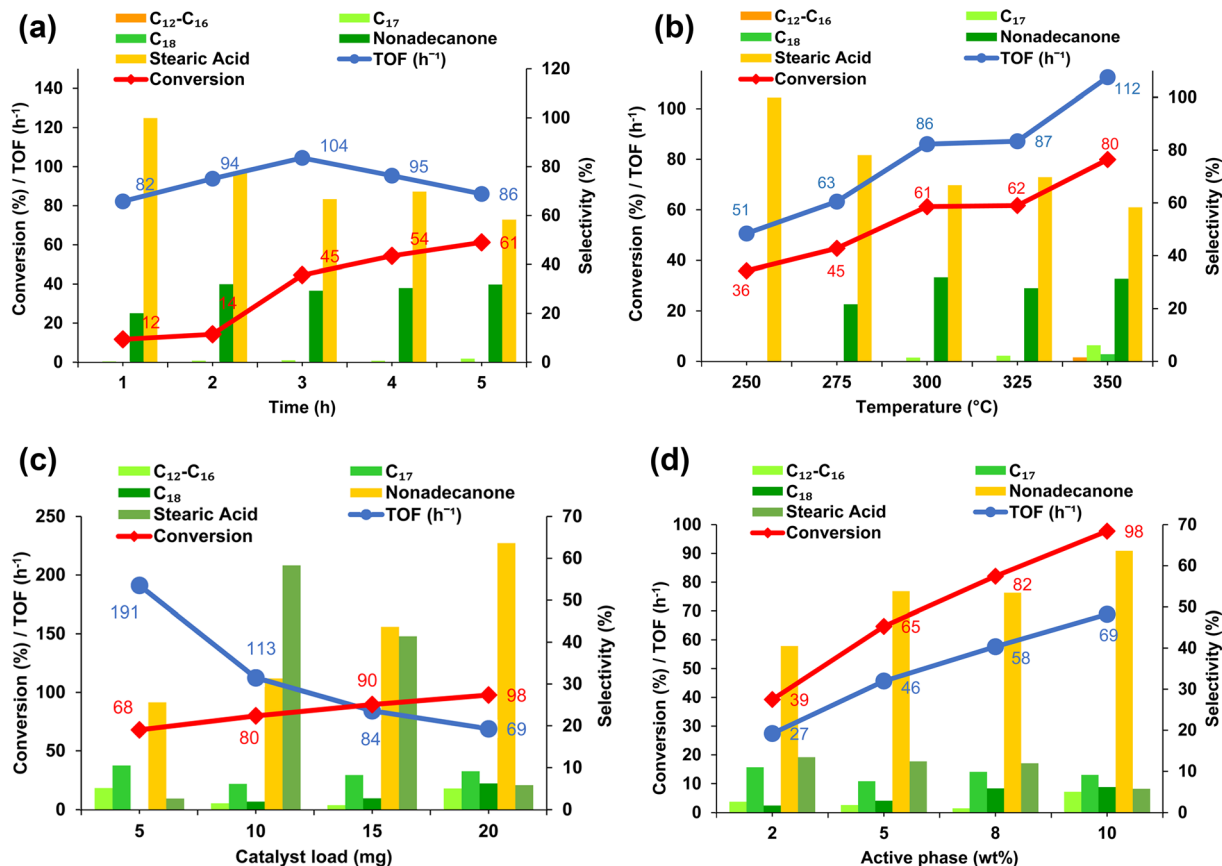 (a)
C₁₂-C₁₆
C₁₇
C₁₈
Nonadecanone
Stearic Acid
TOF (h⁻¹)
Conversion
Conversion (%) / TOF (h⁻¹)
140
120
100
80
60
40
20
0
82
94
104
95
86
12
14
45
54
61
120
100
80
60
40
20
0
Selectivity (%)
1 2 3 4 5
Time (h)
(b)
C₁₂-C₁₆
C₁₇
C₁₈
Nonadecanone
Stearic Acid
TOF (h⁻¹)
Conversion
Conversion (%) / TOF (h⁻¹)
100
80
60
40
20
0
51
63
86
87
112
36
45
61
62
80
100
80
60
40
20
0
Selectivity (%)
250 275 300 325 350
Temperature (°C)
(c)
C₁₂-C₁₆
C₁₇
C₁₈
Nonadecanone
Stearic Acid
TOF (h⁻¹)
Conversion
Conversion (%) / TOF (h⁻¹)
250
200
150
100
50
0
191
113
84
69
68
80
90
98
70
60
50
40
30
20
10
0
Selectivity (%)
5 10 15 20
Catalyst load (mg)
(d)
C₁₂-C₁₆
C₁₇
C₁₈
Nonadecanone
Stearic Acid
TOF (h⁻¹)
Conversion
Conversion (%) / TOF (h⁻¹)
100
90
80
70
60
50
40
30
20
10
0
39
65
82
98
27
46
58
69
70
60
50
40
30
20
10
0
Selectivity (%)
2 5 8 10
Active phase (wt%)